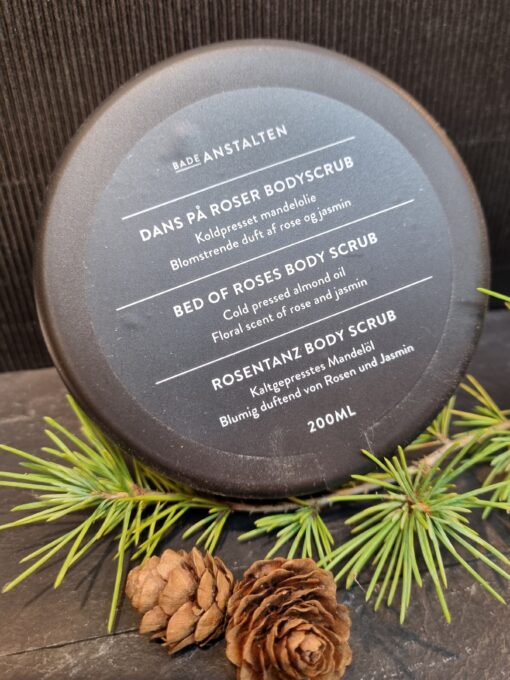 BADEANSTALTEN
DANS PÅ ROSER BODYSCRUB
Koldpresset mandelolie
Blomstrende duft af rose og jasmin
BED OF ROSES BODY SCRUB
Cold pressed almond oil
Floral scent of rose and jasmin
ROSENTANZ BODY SCRUB
Kaltgepresstes Mandelöl
Blumig duftend von Rosen und Jasmin
200ML